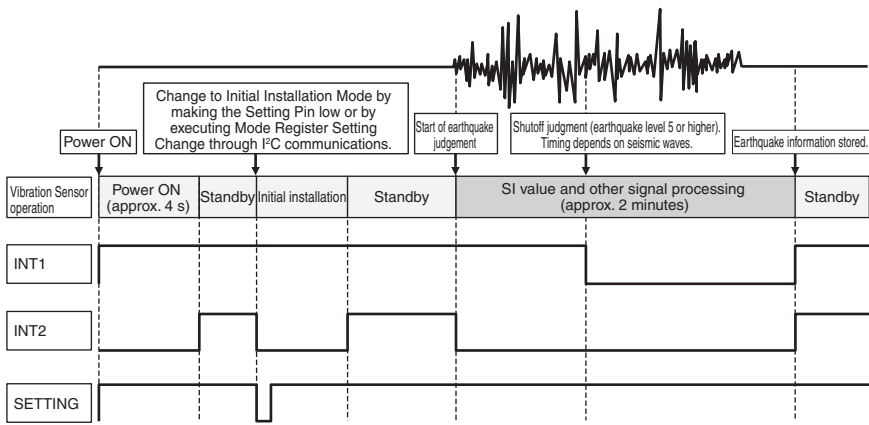 Change to Initial Installation Mode by
making the Setting Pin low or by
executing Mode Register Setting
Change through I²C communications.
Power ON
Start of earthquake
judgement
Shutoff judgment (earthquake level 5 or higher).
Timing depends on seismic waves.
Earthquake information stored.
Vibration Sensor
operation
Power ON
(approx. 4 s)
Standby
Initial installation
Standby
SI value and other signal processing
(approx. 2 minutes)
Standby
INT1
INT2
SETTING